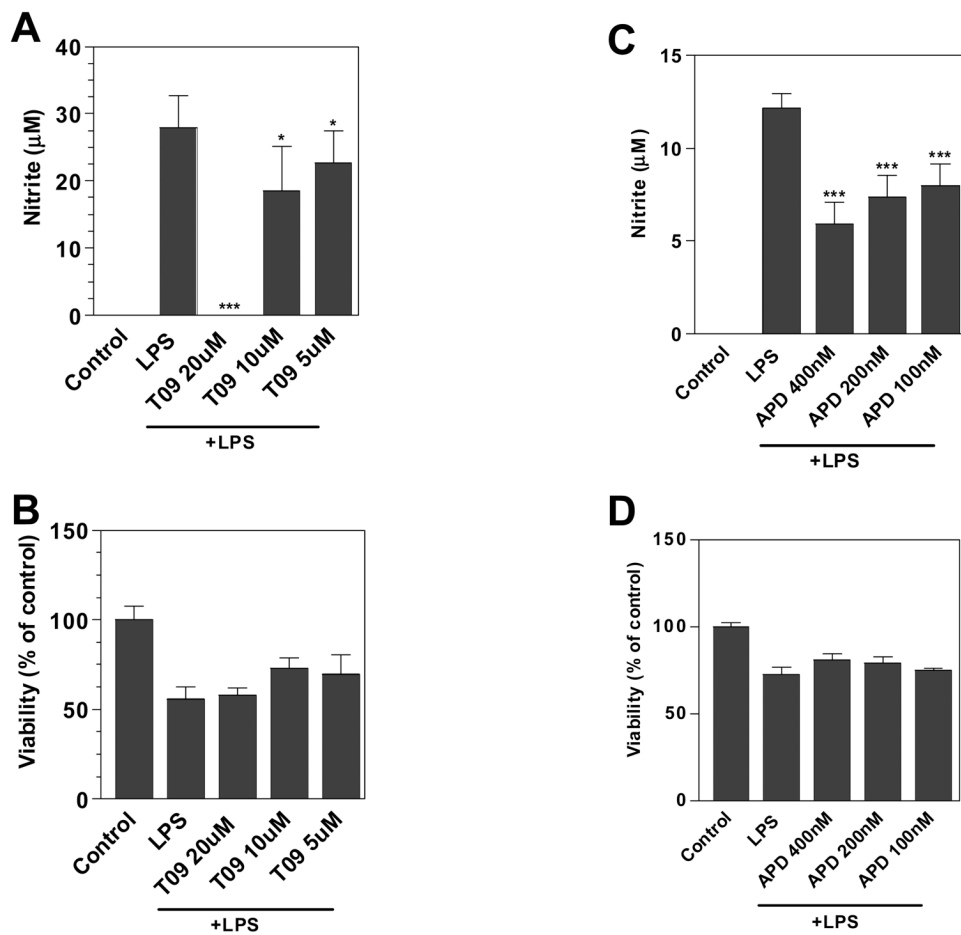 A
Nitrite (μM)
40
30
20
10
0
***
*
*
Control
LPS
T09 20uM
T09 10uM
T09 5uM
+LPS
B
Viability (% of control)
150
100
50
0
Control
LPS
T09 20uM
T09 10uM
T09 5uM
+LPS
C
Nitrite (μM)
15
10
5
0
***
***
***
Control
LPS
APD 400nM
APD 200nM
APD 100nM
+LPS
D
Viability (% of control)
150
100
50
0
Control
LPS
APD 400nM
APD 200nM
APD 100nM
+LPS